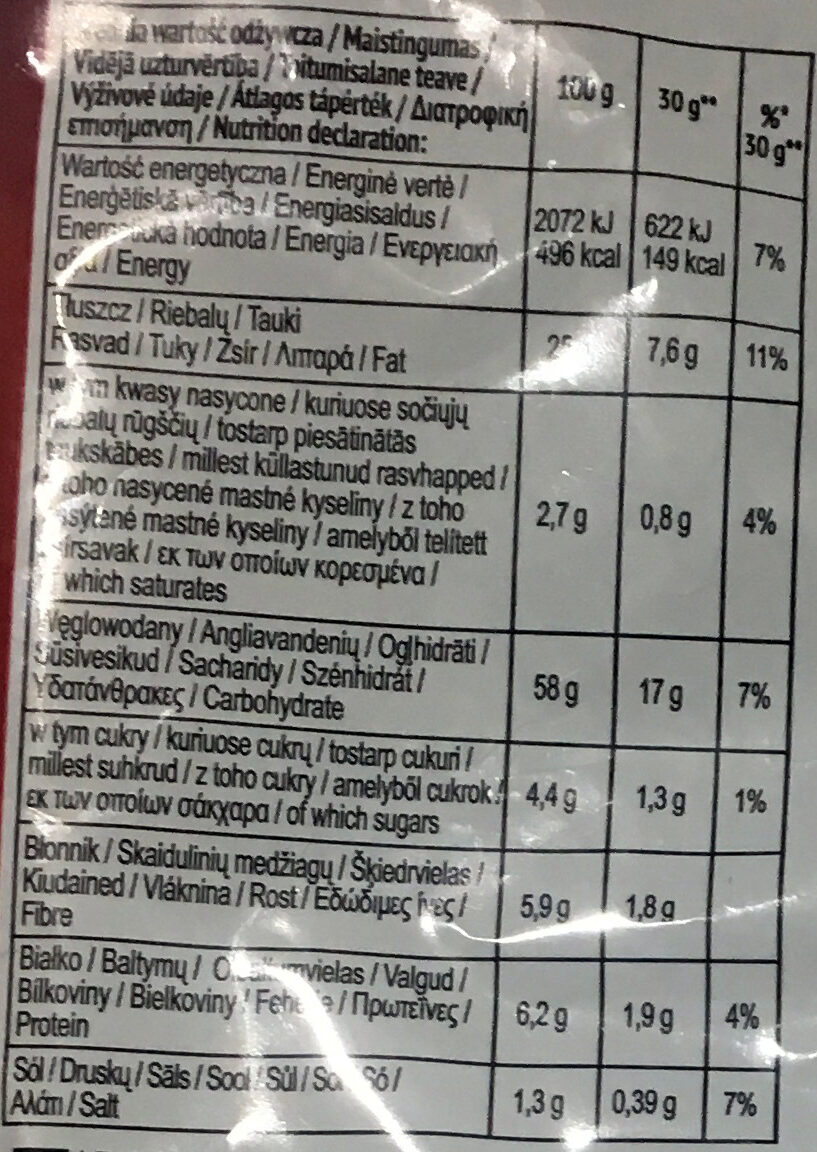 wartość odżywcza / Maistingumas /
Vidējā uzturvērtība / teave /
Výživové údaje / Átlagos tápérték / Διατροφική
επισήμανση / Nutrition declaration:
100 g
30 g**
%*
30 g**
Wartość energetyczna / Energinė vertė /
Enerģētiskā vērtība / Energiasisaldus /
hodnota / Energia / Ενεργειακή
/ Energy
2072 kJ
496 kcal
622 kJ
149 kcal
7%
Tłuszcz / Riebalų / Tauki
Rasvad / Tuky / Zsír / Λιπαρά / Fat
7,6 g
11%
w tym kwasy nasycone / kuriuose sočiųjų
riebalų rūgščių / tostarp piesātinātās
taukskābes / millest küllastunud rasvhapped /
z toho nasycené mastné kyseliny / z toho
nasýtené mastné kyseliny / amelyből telített
zsírsavak / εκ των οποίων κορεσμένα /
which saturates
2,7 g
0,8 g
4%
Węglowodany / Angliavandenių / Ogļhidrāti /
Süsivesikud / Sacharidy / Szénhidrát /
Υδατάνθρακες / Carbohydrate
58 g
17 g
7%
w tym cukry / kuriuose cukrų / tostarp cukuri /
millest suhkrud / z toho cukry / amelyből cukrok /
εκ των οποίων σάκχαρα / of which sugars
4,4 g
1,3 g
1%
Błonnik / Skaidulinių medžiagų / Šķiedrvielas /
Kiudained / Vláknina / Rost / Εδώδιμες ίνες /
Fibre
5,9 g
1,8 g
Białko / Baltymų / / Valgud /
Bílkoviny / Bielkoviny / Fehérje / Πρωτεΐνες /
Protein
6,2 g
1,9 g
4%
Sól / Druskų / Sāls / Sool / Sůl / Só /
Αλάτι / Salt
1,3 g
0,39 g
7%